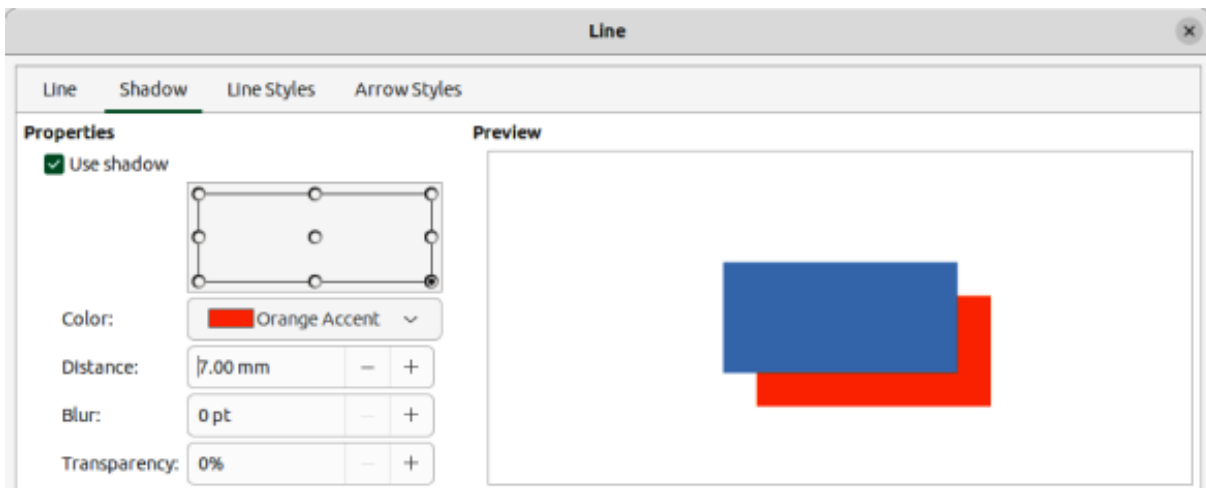 Line
Line Shadow Line Styles Arrow Styles
Properties
Preview
Use shadow
Color: Orange Accent
Distance: 7.00 mm
Blur: 0 pt
Transparency: 0%